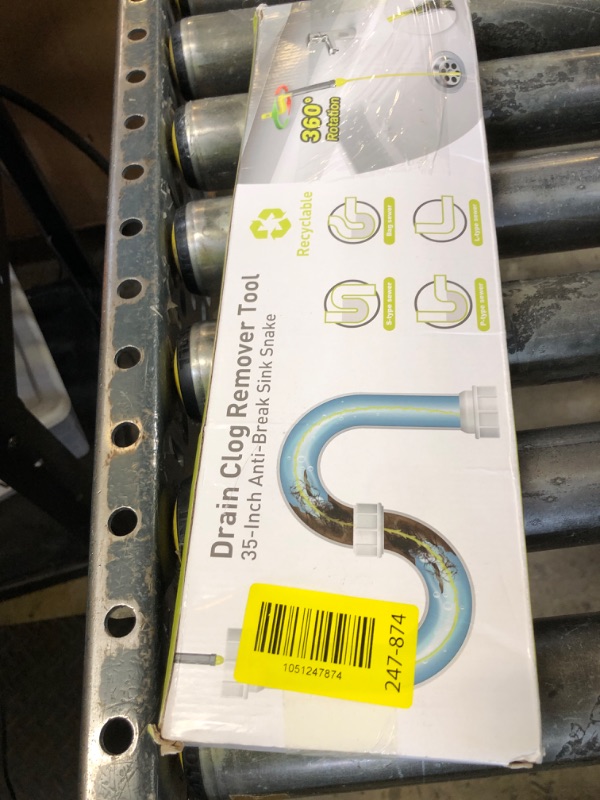 360°
Rotation
Recyclable
Bag sewer
L-type sewer
S-type sewer
P-type sewer
Drain Clog Remover Tool
35-Inch Anti-Break Sink Snake
1051247874
247-874